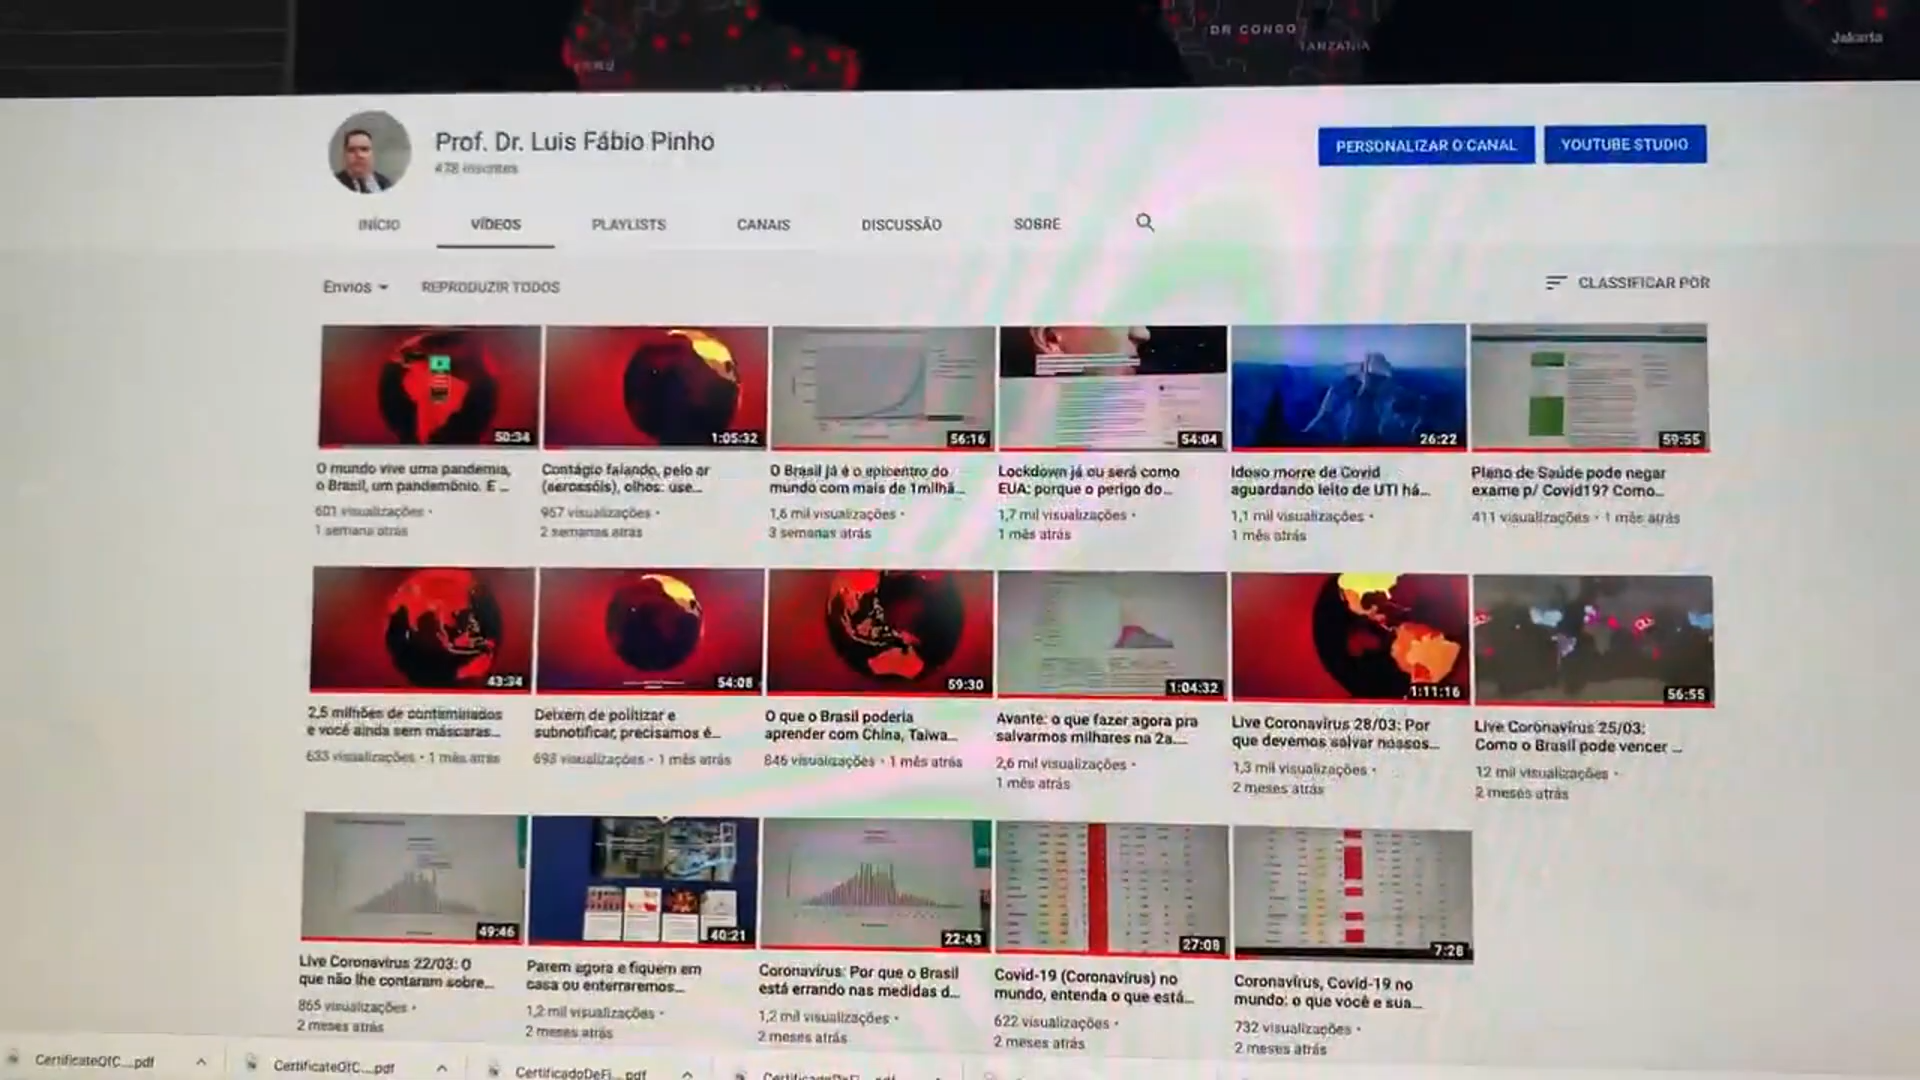 DR CONGO
TANZANIA
Jakarta
Prof. Dr. Luis Fábio Pinho
478 inscritos
PERSONALIZAR O CANAL
YOUTUBE STUDIO
INÍCIO
VÍDEOS
PLAYLISTS
CANAIS
DISCUSSÃO
SOBRE
Envios
REPRODUZIR TODOS
CLASSIFICAR POR
50:34
O mundo vive uma pandemia,
o Brasil, um pandemônio. E ...
601 visualizações •
1 semana atrás
1:05:32
Contágio falando, pelo ar
(aerossóis), olhos: use...
957 visualizações •
2 semanas atrás
56:16
O Brasil já é o epicentro do
mundo com mais de 1milhã...
1,6 mil visualizações •
3 semanas atrás
54:04
Lockdown já ou será como
EUA: porque o perigo do...
1,7 mil visualizações •
1 mês atrás
26:22
Idoso morre de Covid
aguardando leito de UTI há...
1,1 mil visualizações •
1 mês atrás
59:55
Plano de Saúde pode negar
exame p/ Covid19? Como...
411 visualizações • 1 mês atrás
43:34
2,5 milhões de contaminados
e você ainda sem máscaras...
633 visualizações • 1 mês atrás
54:08
Deixem de politizar e
subnotificar, precisamos é...
693 visualizações • 1 mês atrás
59:30
O que o Brasil poderia
aprender com China, Taiwa...
846 visualizações • 1 mês atrás
1:04:32
Avante: o que fazer agora pra
salvarmos milhares na 2a....
2,6 mil visualizações •
1 mês atrás
1:11:16
Live Coronavírus 28/03: Por
que devemos salvar nossos...
1,3 mil visualizações •
2 meses atrás
56:55
Live Coronavírus 25/03:
Como o Brasil pode vencer ...
12 mil visualizações •
2 meses atrás
49:46
Live Coronavírus 22/03: O
que não lhe contaram sobre...
865 visualizações •
2 meses atrás
40:21
Parem agora e fiquem em
casa ou enterraremos...
1,2 mil visualizações •
2 meses atrás
22:43
Coronavírus: Por que o Brasil
está errando nas medidas d...
1,2 mil visualizações •
2 meses atrás
27:08
Covid-19 (Coronavírus) no
mundo, entenda o que está...
622 visualizações •
2 meses atrás
7:28
Coronavírus, Covid-19 no
mundo: o que você e sua...
732 visualizações •
2 meses atrás
CertificateOfC....pdf
CertificateOfC....pdf
CertificadoDeFi....pdf
CertificadoDeFi....pdf